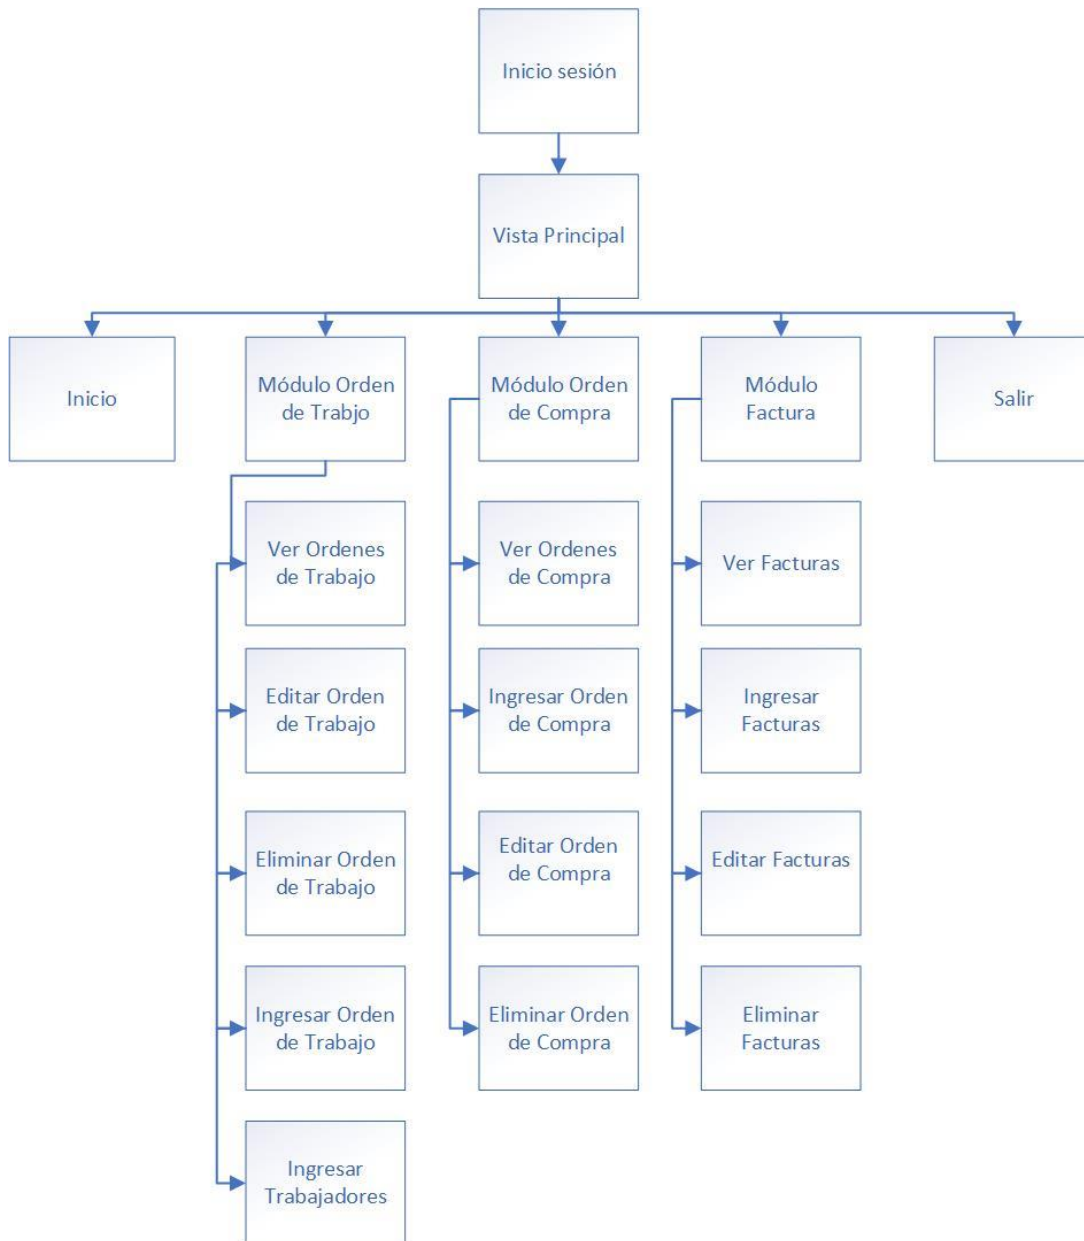 Inicio sesión
Vista Principal
Inicio
Módulo Orden
de Trabjo
Módulo Orden
de Compra
Módulo
Factura
Salir
Ver Ordenes
de Trabajo
Ver Ordenes
de Compra
Ver Facturas
Editar Orden
de Trabajo
Ingresar Orden
de Compra
Ingresar
Facturas
Eliminar Orden
de Trabajo
Editar Orden
de Compra
Editar Facturas
Ingresar Orden
de Trabajo
Eliminar Orden
de Compra
Eliminar
Facturas
Ingresar
Trabajadores